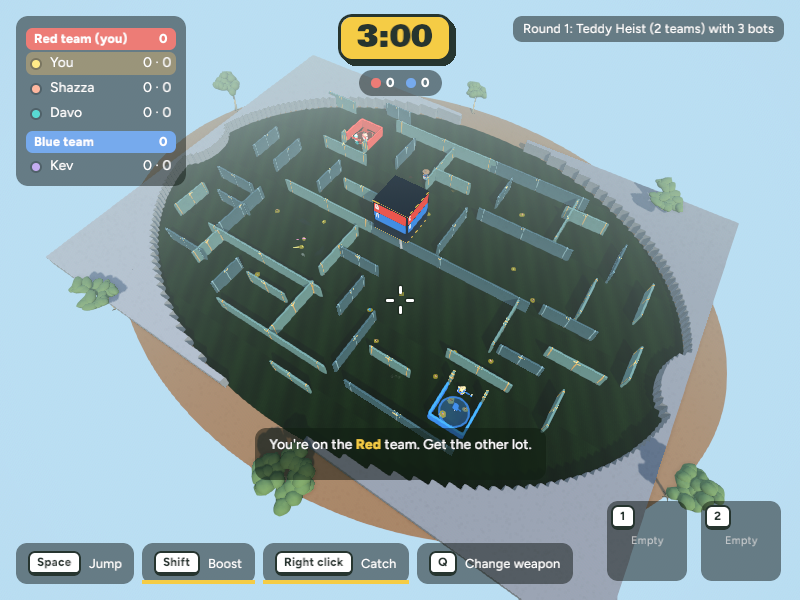 Red team (you) 0
You 0 · 0
Shazza 0 · 0
Davo 0 · 0
Blue team 0
Kev 0 · 0
3:00
0 0
Round 1: Teddy Heist (2 teams) with 3 bots
You're on the Red team. Get the other lot.
Space Jump
Shift Boost
Right click Catch
Q Change weapon
1 Empty
2 Empty